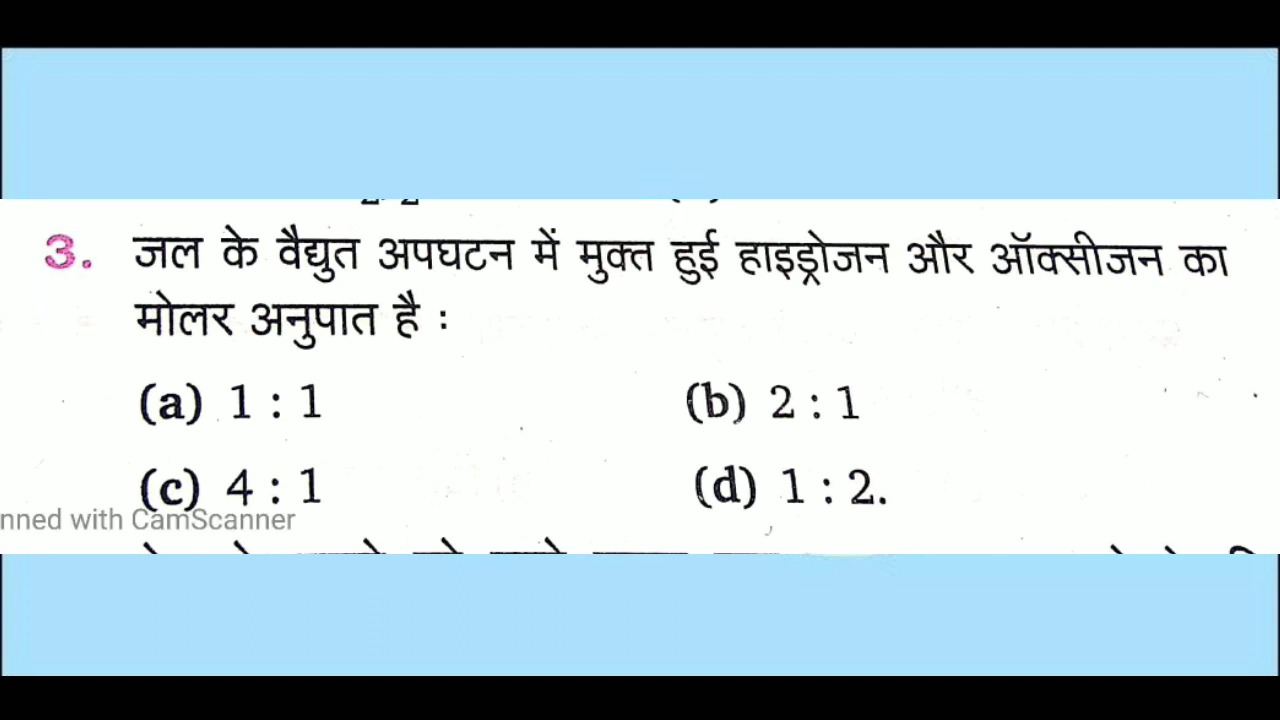 3. जल के वैद्युत अपघटन में मुक्त हुई हाइड्रोजन और ऑक्सीजन का
मोलर अनुपात है :
(a) 1 : 1 (b) 2 : 1
(c) 4 : 1 (d) 1 : 2.
nned with CamScanner